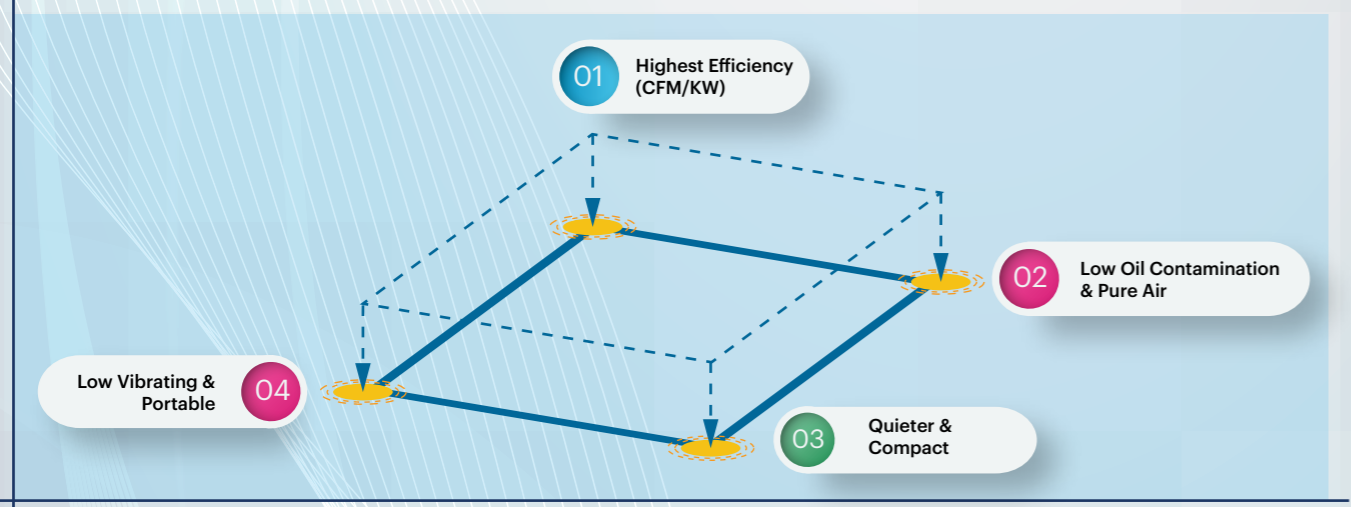 01
Highest Efficiency
(CFM/KW)
02
Low Oil Contamination
& Pure Air
03
Quieter &
Compact
Low Vibrating &
Portable
04